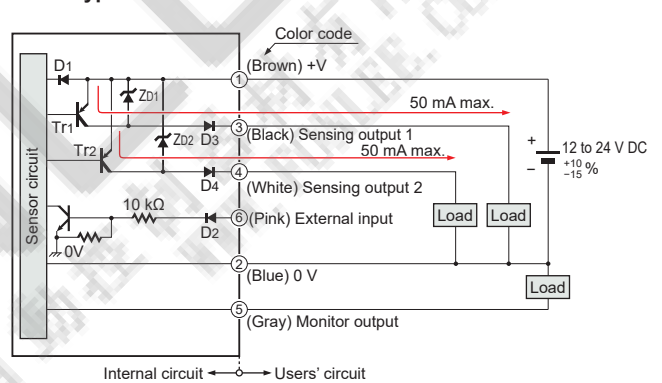 Color code
(Brown) +V
D1
1
ZD1
50 mA max.
Tr1
3
(Black) Sensing output 1
D3
ZD2
50 mA max.
Tr2
+
12 to 24 V DC
−
+10
−15 %
4
D4
(White) Sensing output 2
Sensor circuit
10 kΩ
6
(Pink) External input
D2
Load
Load
0V
2
(Blue) 0 V
Load
5
(Gray) Monitor output
Internal circuit
Users' circuit